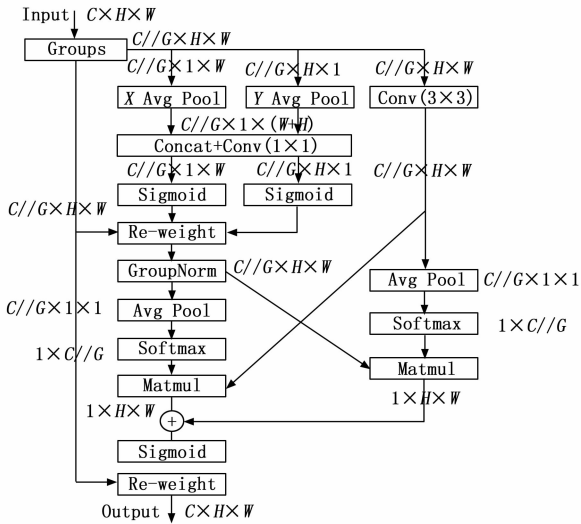 Input C×H×W
Groups
C//G×H×W
C//G×1×W
C//G×H×1
C//G×H×W
X Avg Pool
Y Avg Pool
Conv(3×3)
C//G×1×(W+H)
Concat+Conv(1×1)
C//G×1×W
C//G×H×1
C//G×H×W
Sigmoid
Sigmoid
C//G×H×W
Re-weight
GroupNorm
C//G×H×W
Avg Pool
C//G×1×1
C//G×1×1
Avg Pool
Softmax
1×C//G
1×C//G
Softmax
Matmul
Matmul
1×H×W
1×H×W
+
Sigmoid
Re-weight
Output C×H×W